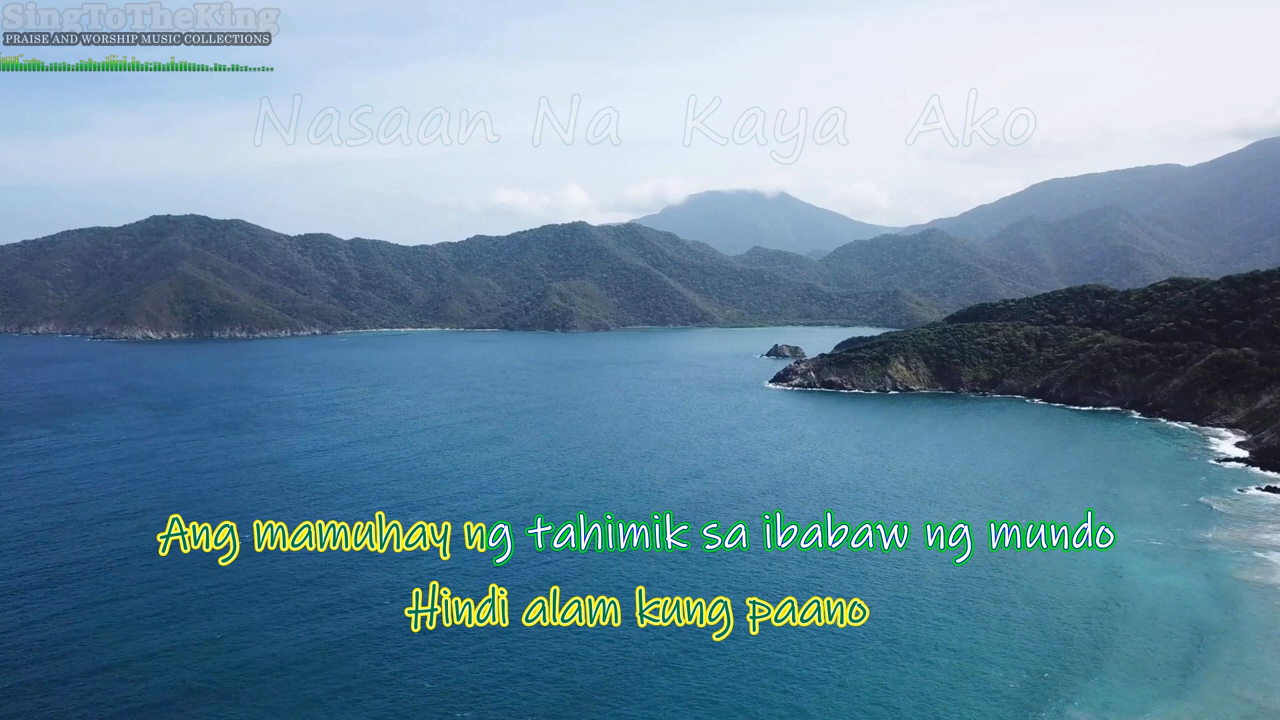 SingToTheKing
PRAISE AND WORSHIP MUSIC COLLECTIONS
Nasaan Na Kaya Ako
Ang mamuhay ng tahimik sa ibabaw ng mundo
Hindi alam kung paano